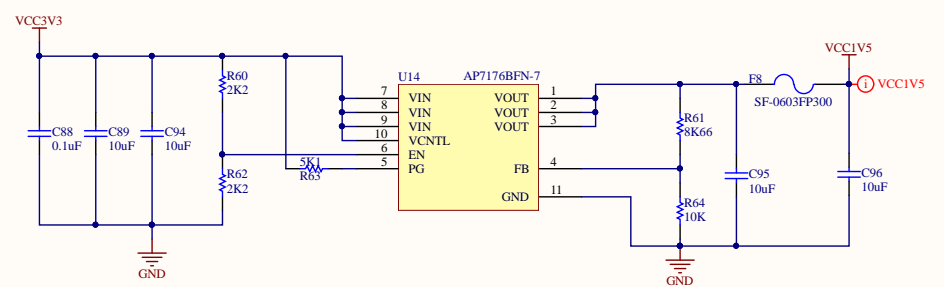 VCC3V3
VCC1V5
R60
2K2
U14
AP7176BFN-7
F8
SF-0603FP300
i
VCC1V5
7
VIN
VOUT
1
8
VIN
VOUT
2
9
VIN
VOUT
3
10
VCNTL
6
EN
5
PG
FB
4
GND
11
C88
0.1uF
C89
10uF
C94
10uF
R62
2K2
5K1
R63
R61
8K66
R64
10K
C95
10uF
C96
10uF
GND
GND